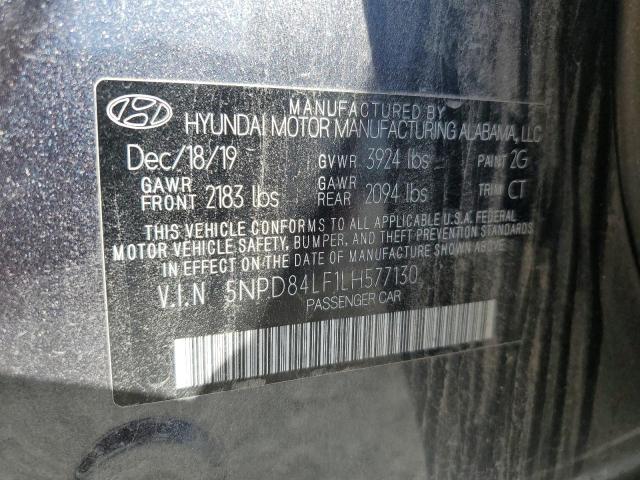 MANUFACTURED BY
HYUNDAI MOTOR MANUFACTURING ALABAMA, LLC
Dec/18/19 GVWR 3924 lbs PAINT 2G
GAWR FRONT 2183 lbs GAWR REAR 2094 lbs TRIM CT
THIS VEHICLE CONFORMS TO ALL APPLICABLE U.S.A. FEDERAL
MOTOR VEHICLE SAFETY, BUMPER, AND THEFT PREVENTION STANDARDS
IN EFFECT ON THE DATE OF MANUFACTURE SHOWN ABOVE.
V.I.N 5NPD84LF1LH577130
PASSENGER CAR